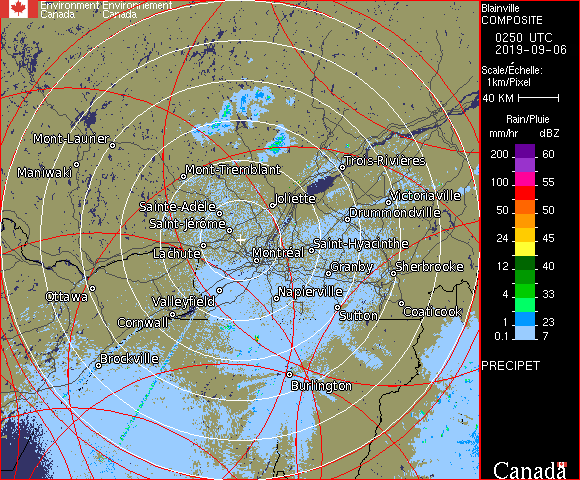 Environment Environnement
Canada Canada
Blainville
COMPOSITE
0250 UTC
2019-09-06
Scale/Échelle:
1km/Pixel
40 KM
Rain/Pluie
mm/hr dBZ
200 60
100 55
50 50
24 45
12 40
4 33
1 23
0.1 7
PRECIPET
Canada
Mont-Laurier
Maniwaki
Mont-Tremblant
Trois-Rivières
Joliette
Victoriaville
Sainte-Adèle
Drummondville
Saint-Jérôme
Lachute
Montréal
Saint-Hyacinthe
Granby
Sherbrooke
Ottawa
Valleyfield
Napierville
Cornwall
Sutton
Coaticook
Brockville
Burlington